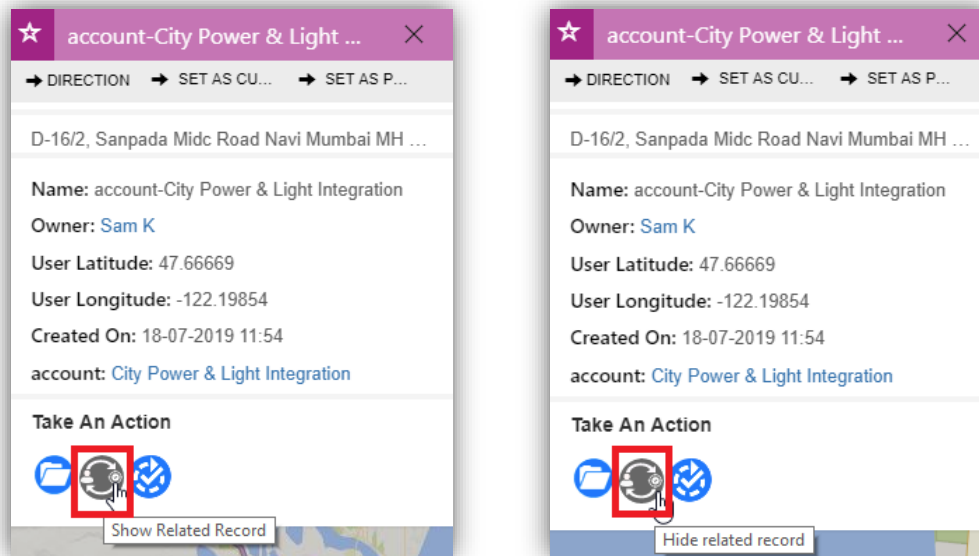 account-City Power & Light ...
DIRECTION SET AS CU... SET AS P...
D-16/2, Sanpada Midc Road Navi Mumbai MH ...
Name: account-City Power & Light Integration
Owner: Sam K
User Latitude: 47.66669
User Longitude: -122.19854
Created On: 18-07-2019 11:54
account: City Power & Light Integration
Take An Action
Show Related Record
account-City Power & Light ...
DIRECTION SET AS CU... SET AS P...
D-16/2, Sanpada Midc Road Navi Mumbai MH ...
Name: account-City Power & Light Integration
Owner: Sam K
User Latitude: 47.66669
User Longitude: -122.19854
Created On: 18-07-2019 11:54
account: City Power & Light Integration
Take An Action
Hide related record